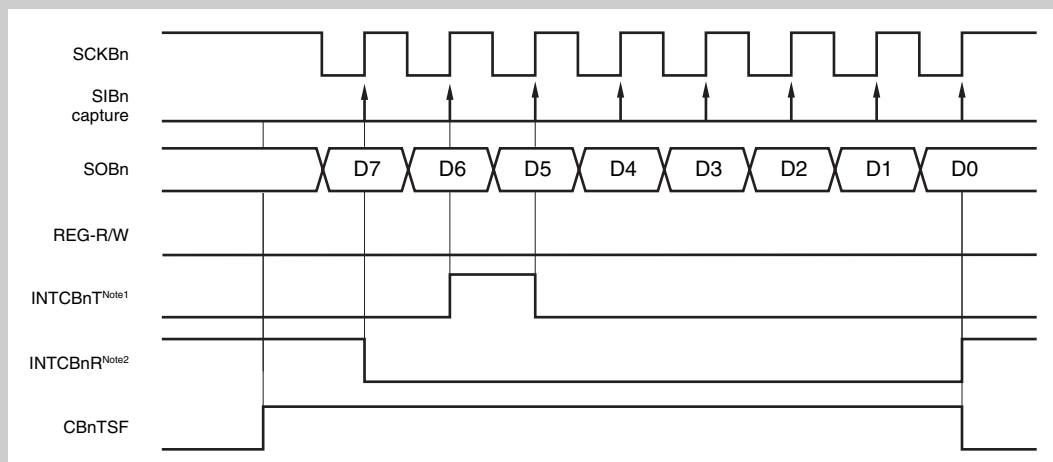 SCKBn
SIBn
capture
SOBn
D7 D6 D5 D4 D3 D2 D1 D0
REG-R/W
INTCBnTNote1
INTCBnRNote2
CBnTSF